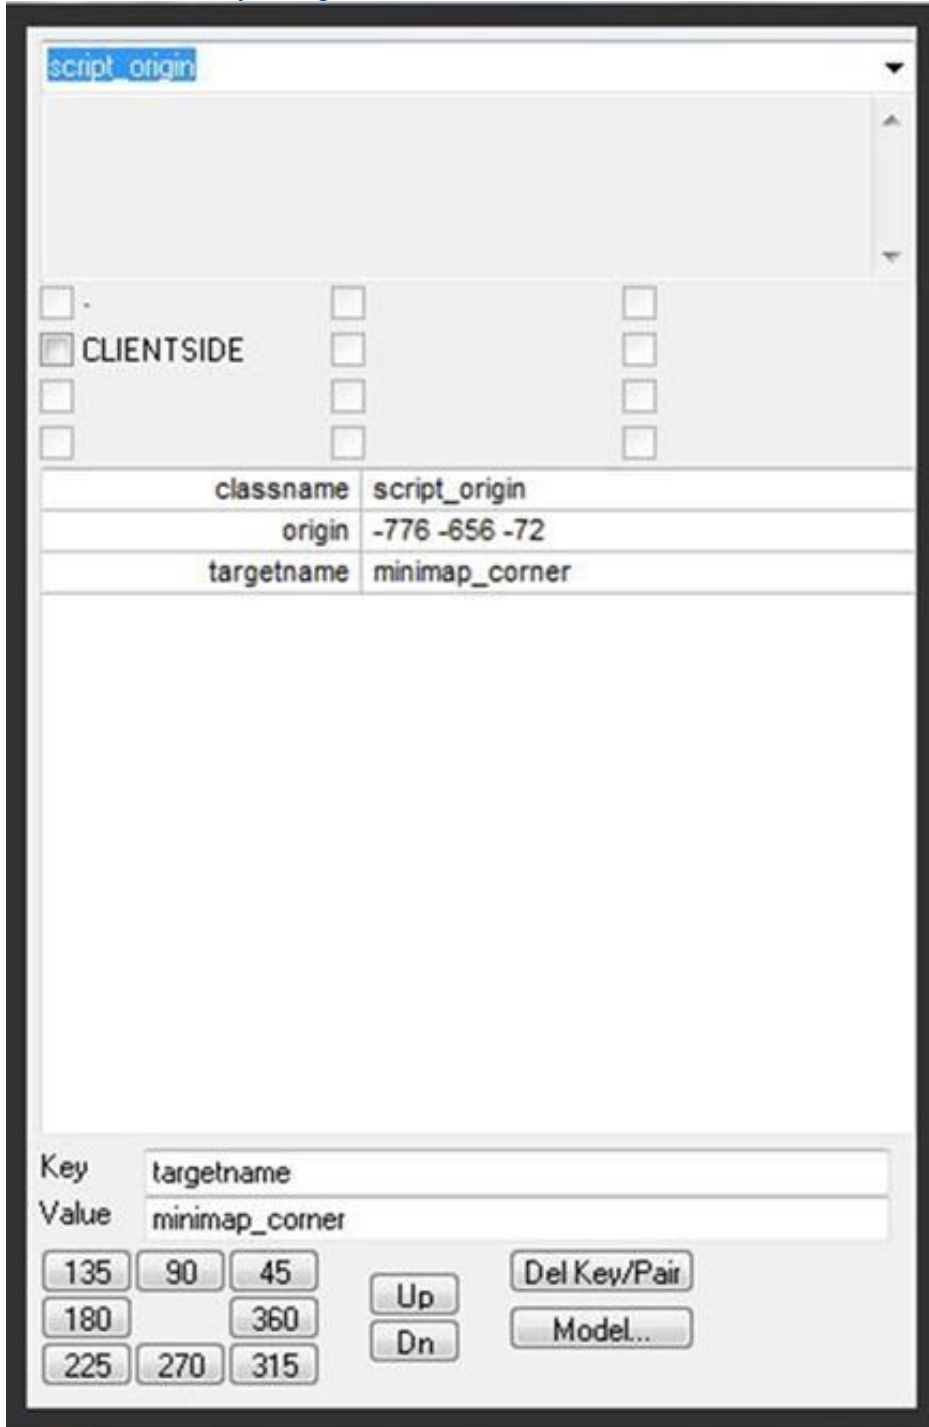 script_origin
-
CLIENTSIDE
classname script_origin
origin -776 -656 -72
targetname minimap_corner
Key targetname
Value minimap_corner
135 90 45
Up
Del Key/Pair
180 360
Dn
Model...
225 270 315